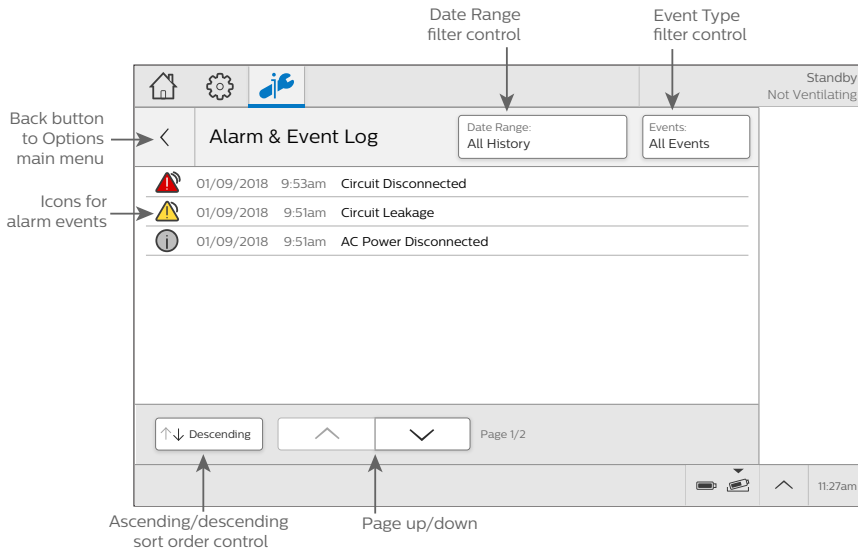 Date Range
filter control
Event Type
filter control
Standby
Not Ventilating
Back button
to Options
main menu
Alarm & Event Log
Date Range:
All History
Events:
All Events
01/09/2018 9:53am Circuit Disconnected
Icons for
alarm events
01/09/2018 9:51am Circuit Leakage
01/09/2018 9:51am AC Power Disconnected
Descending
Page 1/2
11:27am
Ascending/descending
sort order control
Page up/down